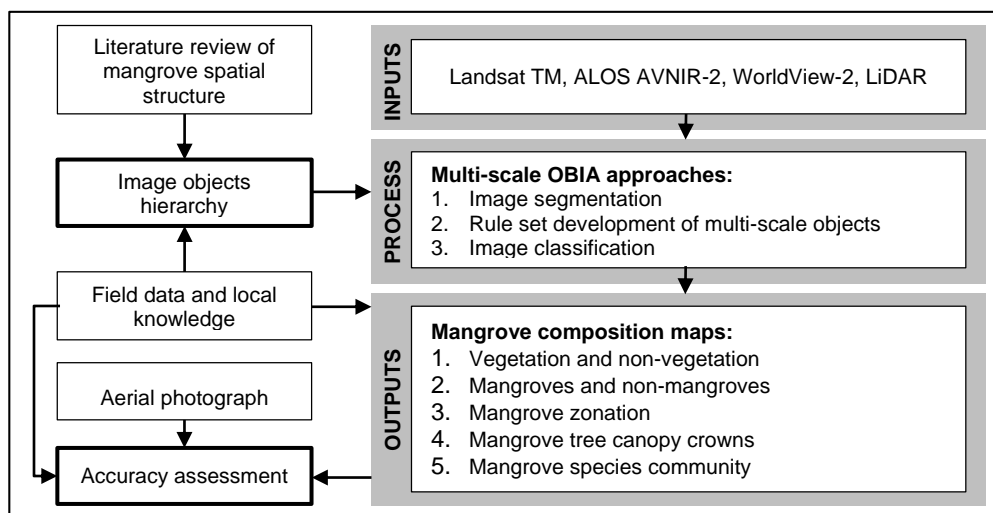 Literature review of
mangrove spatial
structure
Image objects
hierarchy
Field data and local
knowledge
Aerial photograph
Accuracy assessment
INPUTS
Landsat TM, ALOS AVNIR-2, WorldView-2, LiDAR
PROCESS
Multi-scale OBIA approaches:
1. Image segmentation
2. Rule set development of multi-scale objects
3. Image classification
OUTPUTS
Mangrove composition maps:
1. Vegetation and non-vegetation
2. Mangroves and non-mangroves
3. Mangrove zonation
4. Mangrove tree canopy crowns
5. Mangrove species community